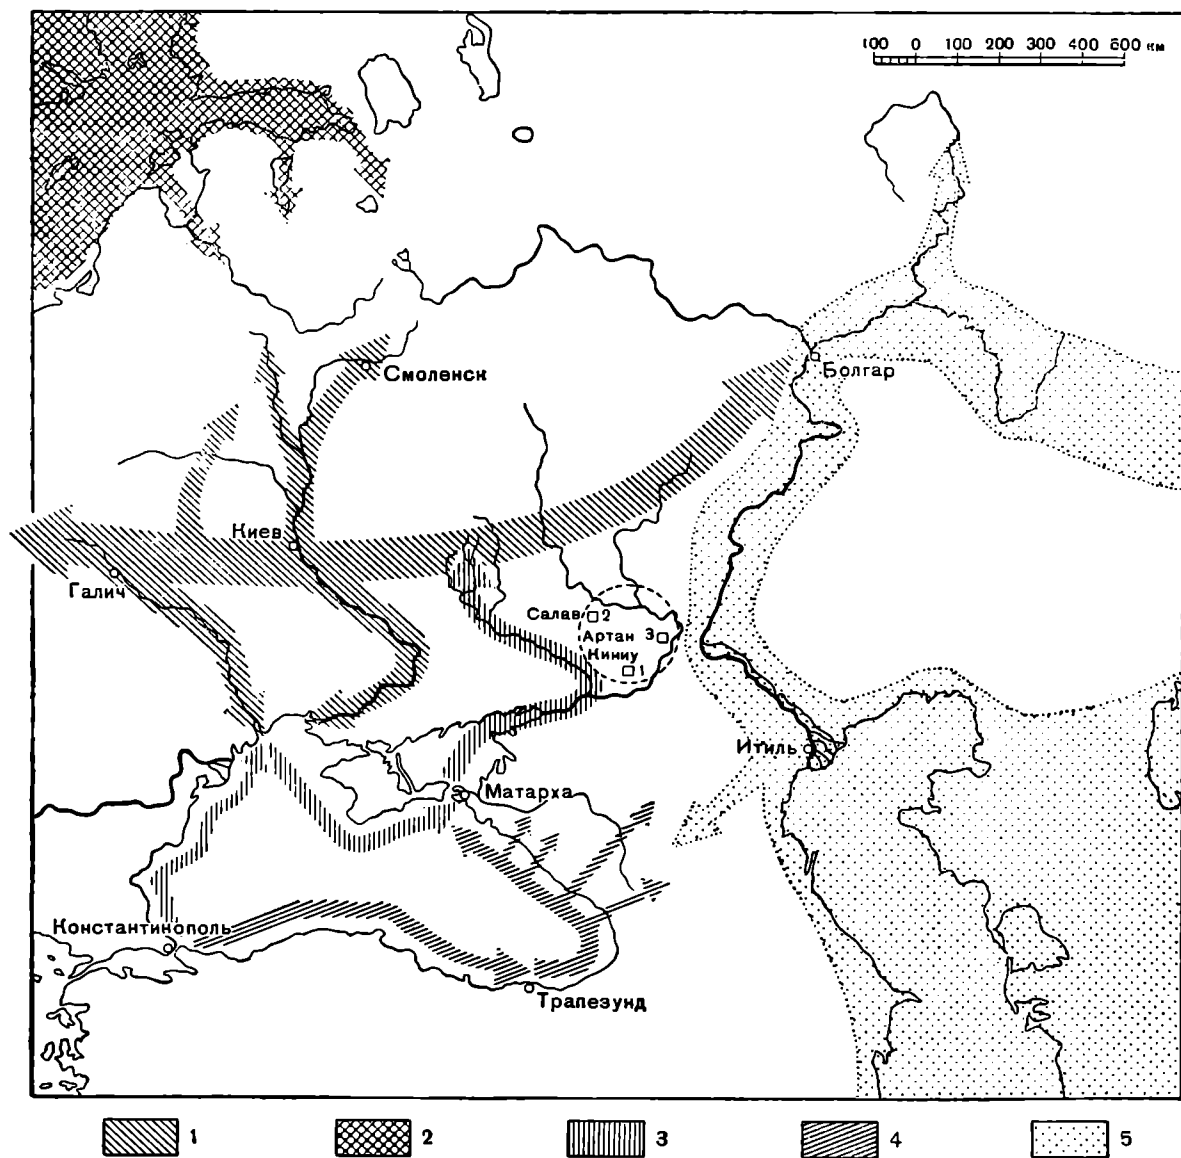 100 0 100 200 300 400 500 км
Смоленск
Болгар
Киев
Галич
Салав 2
Артан 3
Киниу 1
Итиль
Матарха
Константинополь
Трапезунд
1 2 3 4 5